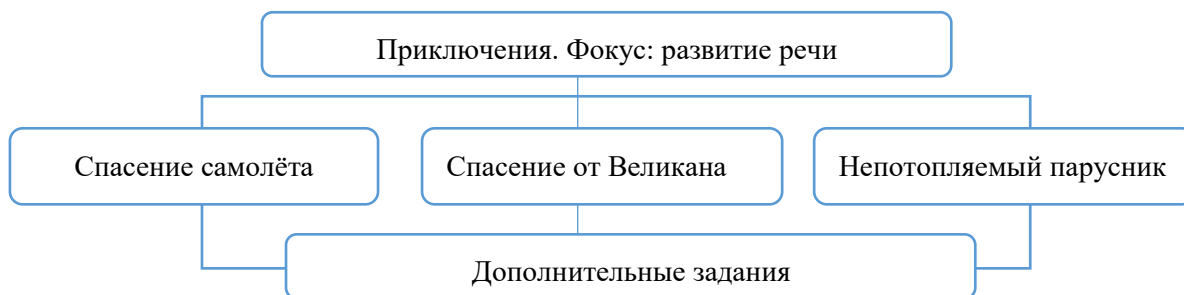 Приключения. Фокус: развитие речи
Спасение самолёта
Спасение от Великана
Непотопляемый парусник
Дополнительные задания